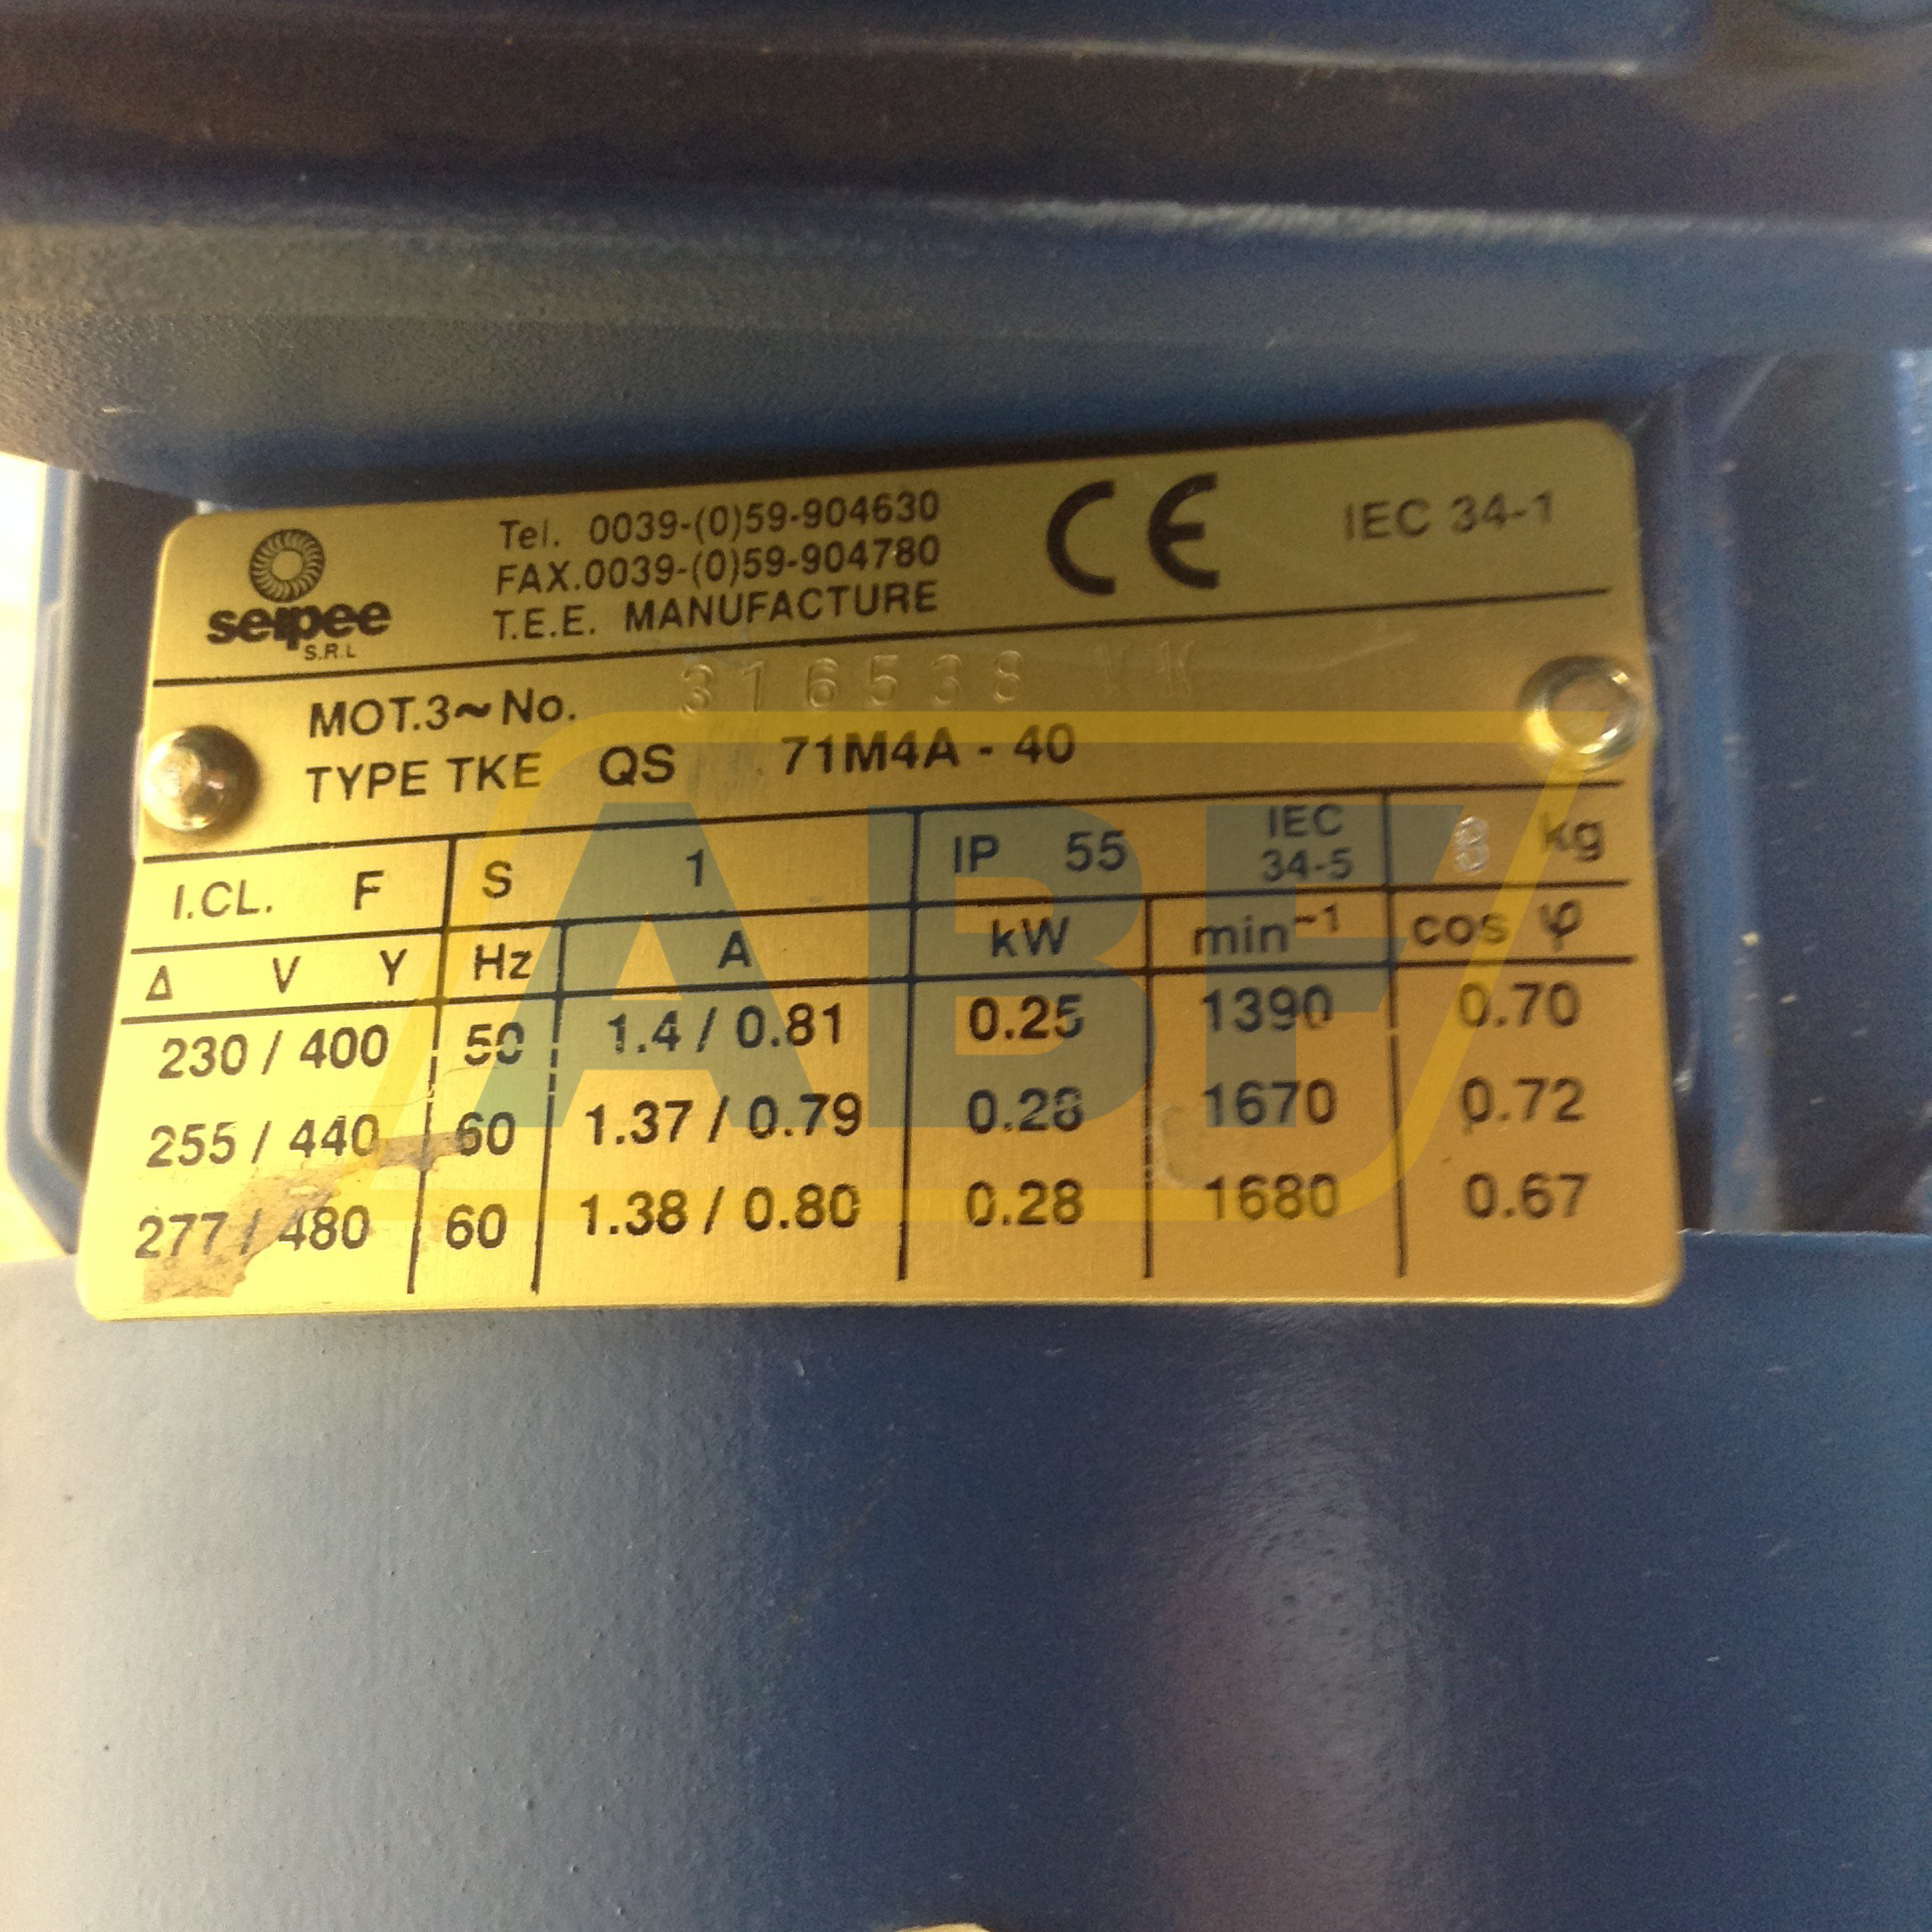 seipee
S.R.L
Tel. 0039-(0)59-904630
FAX.0039-(0)59-904780
T.E.E. MANUFACTURE
CE
IEC 34-1
MOT.3~No. 316538
TYPE TKE QS 71M4A - 40
I.CL. F S 1 IP 55 IEC 34-5 8 kg
Δ V Y Hz A kW min⁻¹ cos φ
230 / 400 50 1.4 / 0.81 0.25 1390 0.70
255 / 440 60 1.37 / 0.79 0.28 1670 0.72
277 / 480 60 1.38 / 0.80 0.28 1680 0.67
ABF